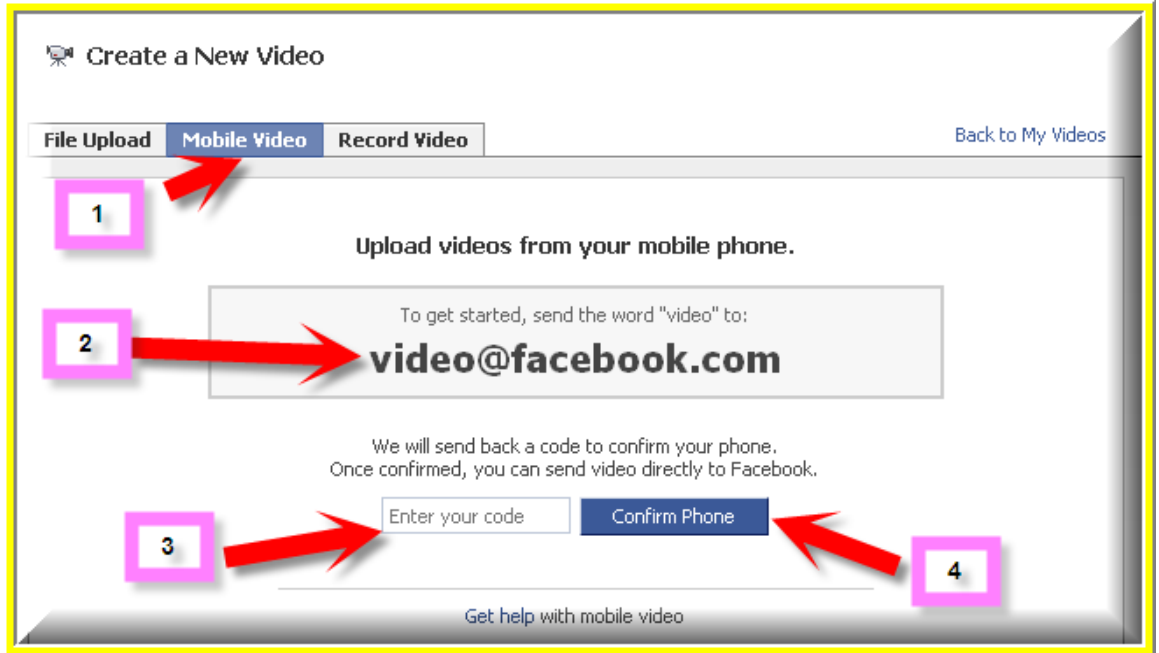 Create a New Video
File Upload Mobile Video Record Video Back to My Videos
1
Upload videos from your mobile phone.
To get started, send the word "video" to:
2
video@facebook.com
We will send back a code to confirm your phone.
Once confirmed, you can send video directly to Facebook.
Enter your code Confirm Phone
3
4
Get help with mobile video